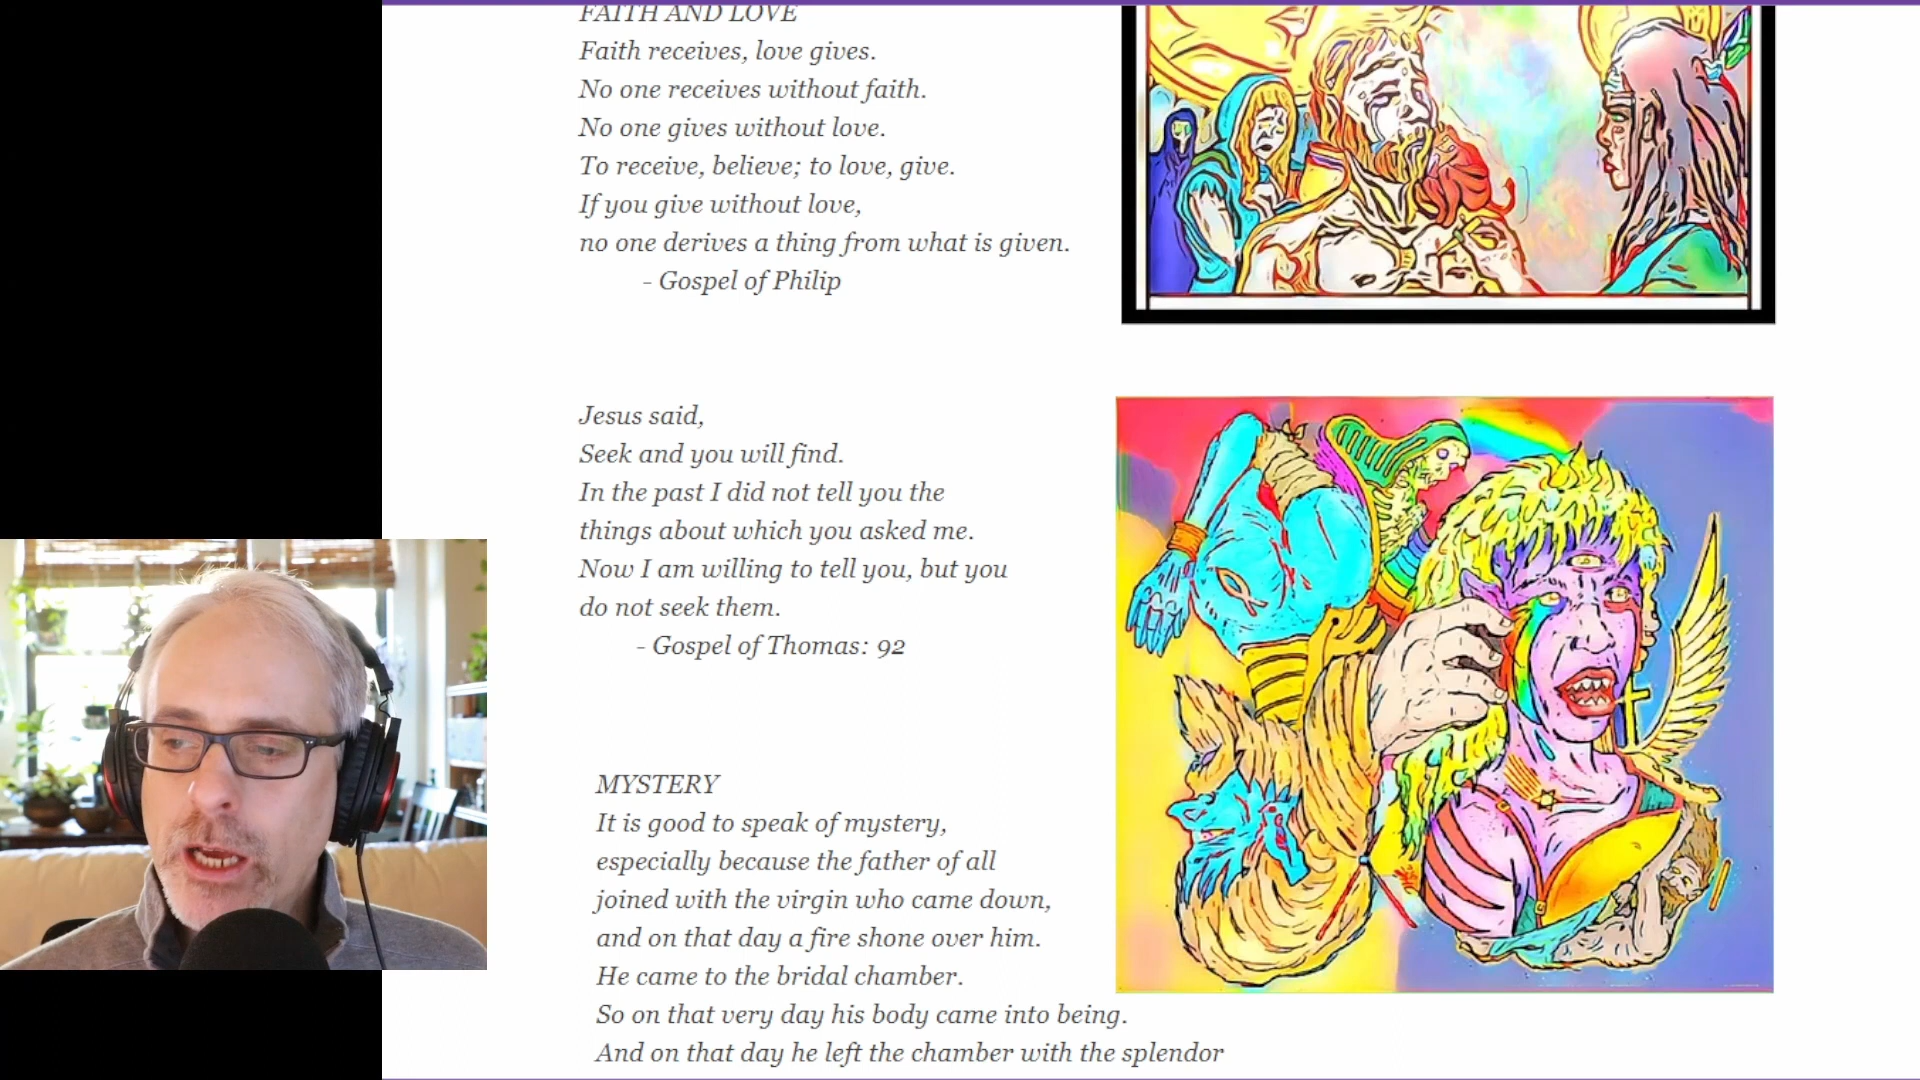 FAITH AND LOVE
Faith receives, love gives.
No one receives without faith.
No one gives without love.
To receive, believe; to love, give.
If you give without love,
no one derives a thing from what is given.
- Gospel of Philip
Jesus said,
Seek and you will find.
In the past I did not tell you the
things about which you asked me.
Now I am willing to tell you, but you
do not seek them.
- Gospel of Thomas: 92
MYSTERY
It is good to speak of mystery,
especially because the father of all
joined with the virgin who came down,
and on that day a fire shone over him.
He came to the bridal chamber.
So on that very day his body came into being.
And on that day he left the chamber with the splendor